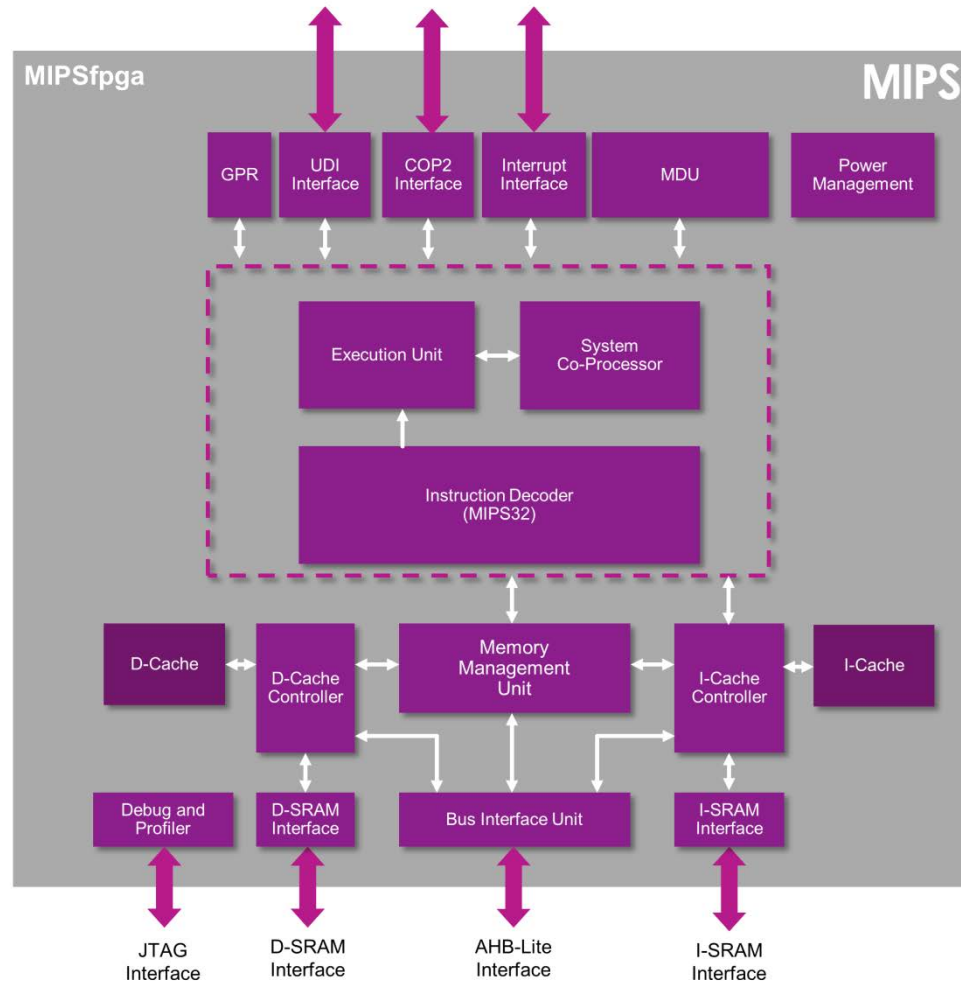 MIPSfpga
MIPS
GPR
UDI
Interface
COP2
Interface
Interrupt
Interface
MDU
Power
Management
Execution Unit
System
Co-Processor
Instruction Decoder
(MIPS32)
D-Cache
D-Cache
Controller
Memory
Management
Unit
I-Cache
Controller
I-Cache
Debug and
Profiler
D-SRAM
Interface
Bus Interface Unit
I-SRAM
Interface
JTAG
Interface
D-SRAM
Interface
AHB-Lite
Interface
I-SRAM
Interface